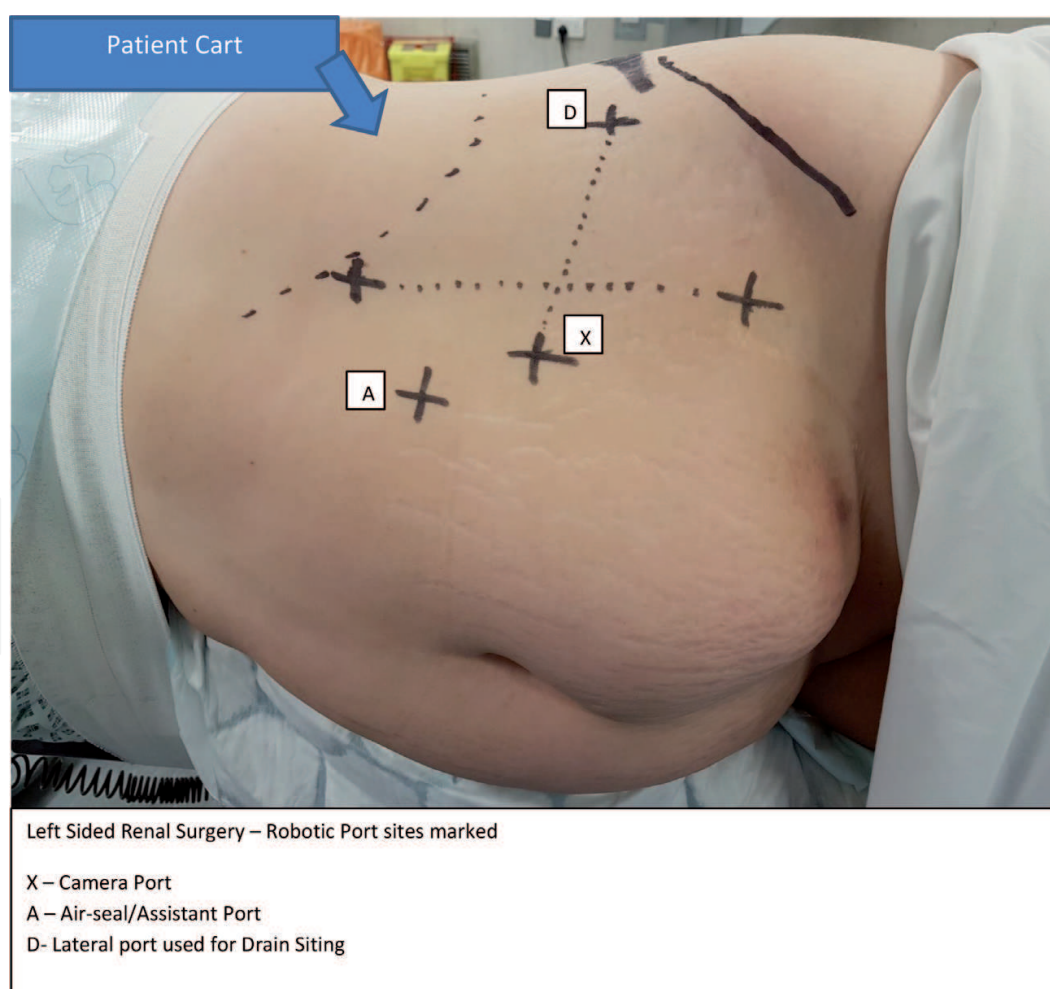 Patient Cart
D
X
A
Left Sided Renal Surgery – Robotic Port sites marked
X – Camera Port
A – Air-seal/Assistant Port
D- Lateral port used for Drain Siting